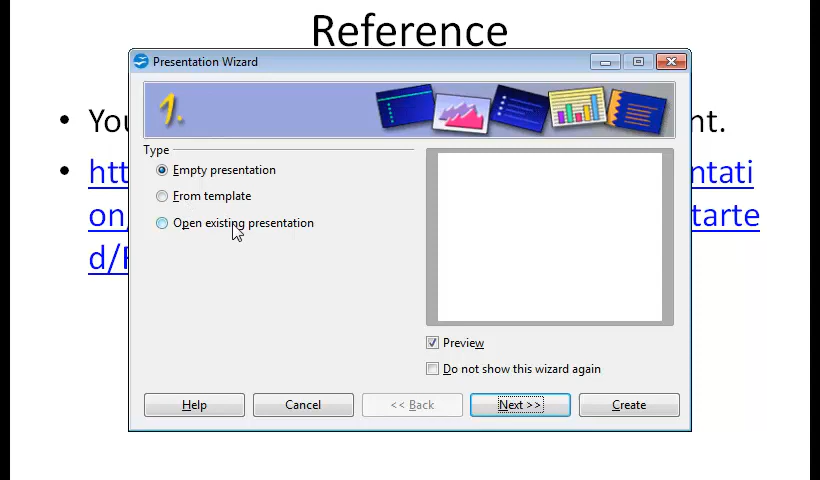 Reference
Presentation Wizard
1.
• You nt.
• htt ntati
on/ tarte
d/
Type
Empty presentation
From template
Open existing presentation
Preview
Do not show this wizard again
Help
Cancel
<< Back
Next >>
Create